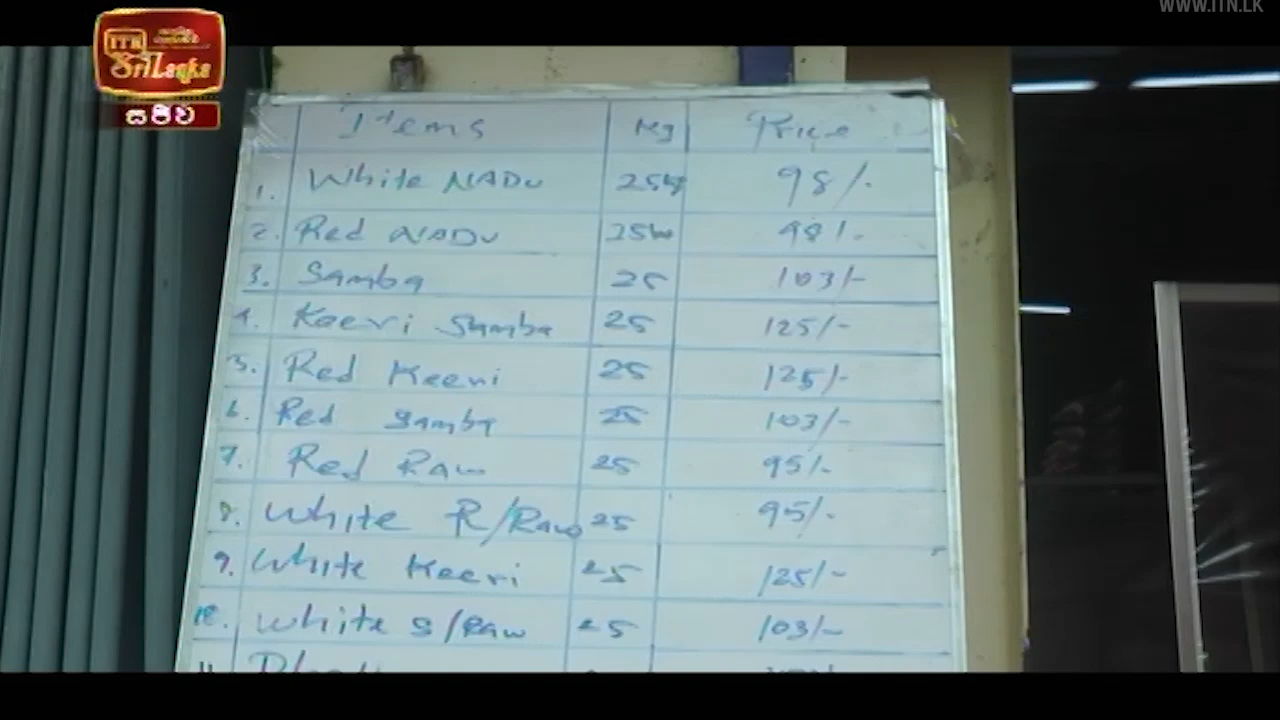 WWW.ITN.LK
ITN
Sri Lanka
සජීව
Items Kg Price
1. White NADU 25kg 98/-
2. Red NADU 25kg 98/-
3. Samba 25 103/-
4. Keeri Samba 25 125/-
5. Red Keeri 25 125/-
6. Red Samba 25 103/-
7. Red Raw 25 95/-
8. White R/Raw 25 95/-
9. White Keeri 25 125/-
10. White S/Raw 25 103/-
11.